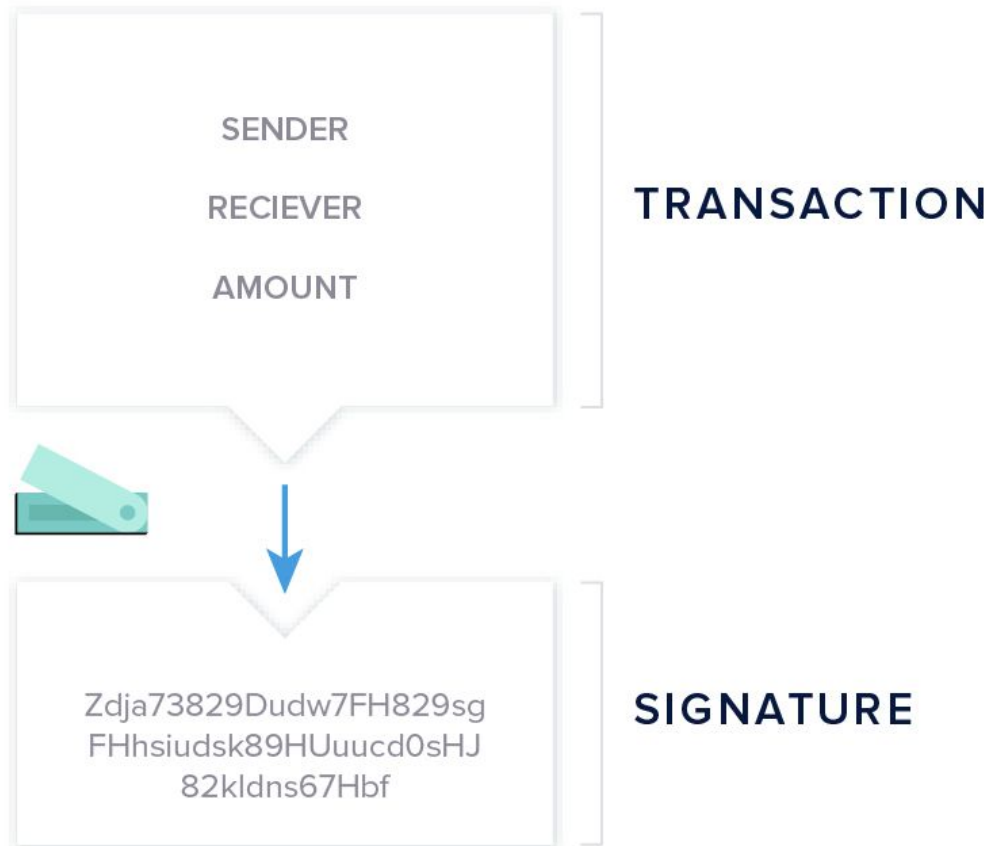 SENDER
RECIEVER
AMOUNT
TRANSACTION
Zdja73829Dudw7FH829sg
FHhsiudsk89HUuucd0sHJ
82kldns67Hbf
SIGNATURE